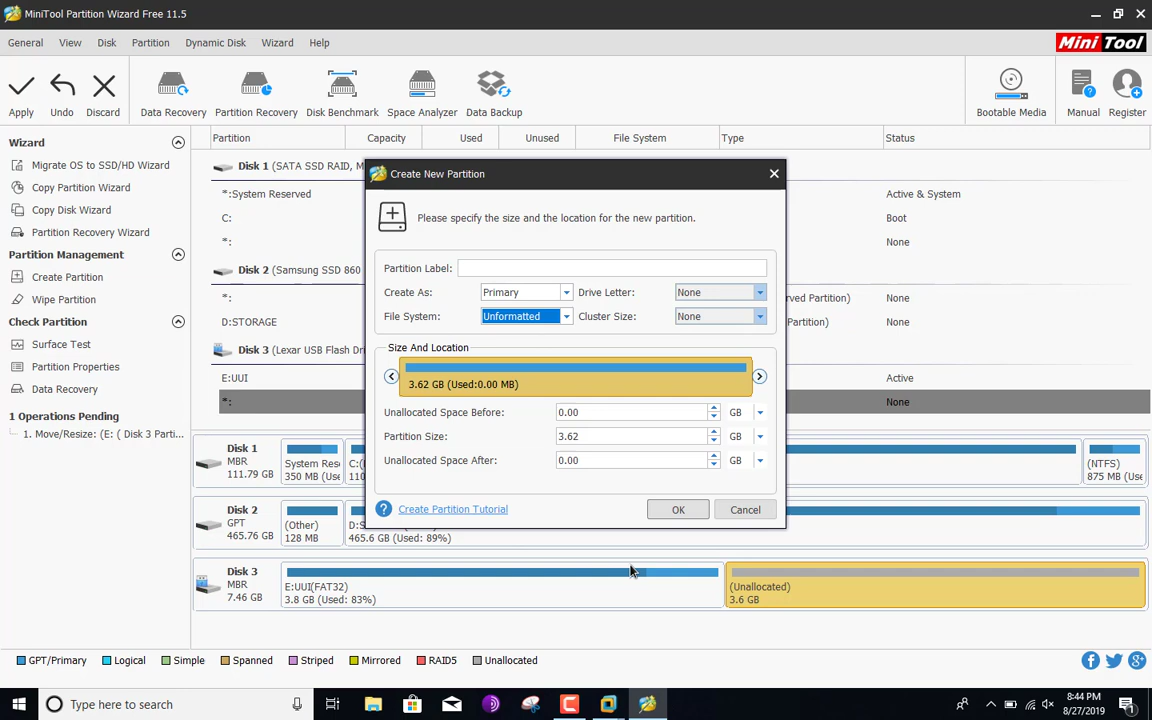 MiniTool Partition Wizard Free 11.5
General View Disk Partition Dynamic Disk Wizard Help
Mini Tool
Apply Undo Discard Data Recovery Partition Recovery Disk Benchmark Space Analyzer Data Backup Bootable Media Manual Register
Wizard
Migrate OS to SSD/HD Wizard
Copy Partition Wizard
Copy Disk Wizard
Partition Recovery Wizard
Partition Management
Create Partition
Wipe Partition
Check Partition
Surface Test
Partition Properties
Data Recovery
1 Operations Pending
1. Move/Resize: (E: ( Disk 3 Parti...
Partition Capacity Used Unused File System Type Status
Disk 1 (SATA SSD RAID, M
*:System Reserved Active & System
C: Boot
*: None
Disk 2 (Samsung SSD 860
*: rved Partition) None
D:STORAGE Partition) None
Disk 3 (Lexar USB Flash Dri
E:UUI Active
*: None
Create New Partition
Please specify the size and the location for the new partition.
Partition Label:
Create As: Primary Drive Letter: None
File System: Unformatted Cluster Size: None
Size And Location
3.62 GB (Used:0.00 MB)
Unallocated Space Before: 0.00 GB
Partition Size: 3.62 GB
Unallocated Space After: 0.00 GB
Create Partition Tutorial OK Cancel
Disk 1
MBR
111.79 GB
System Res
350 MB (Use
C:(
110
(NTFS)
875 MB (Use
Disk 2
GPT
465.76 GB
(Other)
128 MB
D:S
465.6 GB (Used: 89%)
Disk 3
MBR
7.46 GB
E:UUI(FAT32)
3.8 GB (Used: 83%)
(Unallocated)
3.6 GB
GPT/Primary Logical Simple Spanned Striped Mirrored RAID5 Unallocated
Type here to search
8:44 PM
8/27/2019
1